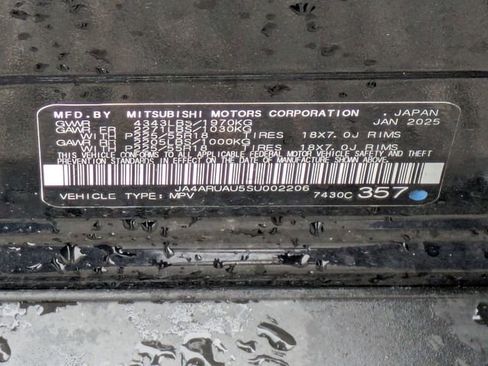 MFD.BY MITSUBISHI MOTORS CORPORATION ,JAPAN
GVWR 4343LBS/1970KG JAN 2025
GAWR FR 2271LBS/1030KG
WITH P225/55R18 TIRES 18X7.0J RIMS
GAWR RR 2205LBS/1000KG
WITH P225/55R18 TIRES 18X7.0J RIMS
THIS VEHICLE CONFORMS TO ALL APPLICABLE FEDERAL MOTOR VEHICLE SAFETY AND THEFT
PREVENTION STANDARDS IN EFFECT ON THE DATE OF MANUFACTURE SHOWN ABOVE.
JA4ARUAU5SU002206
VEHICLE TYPE: MPV 7430C 357